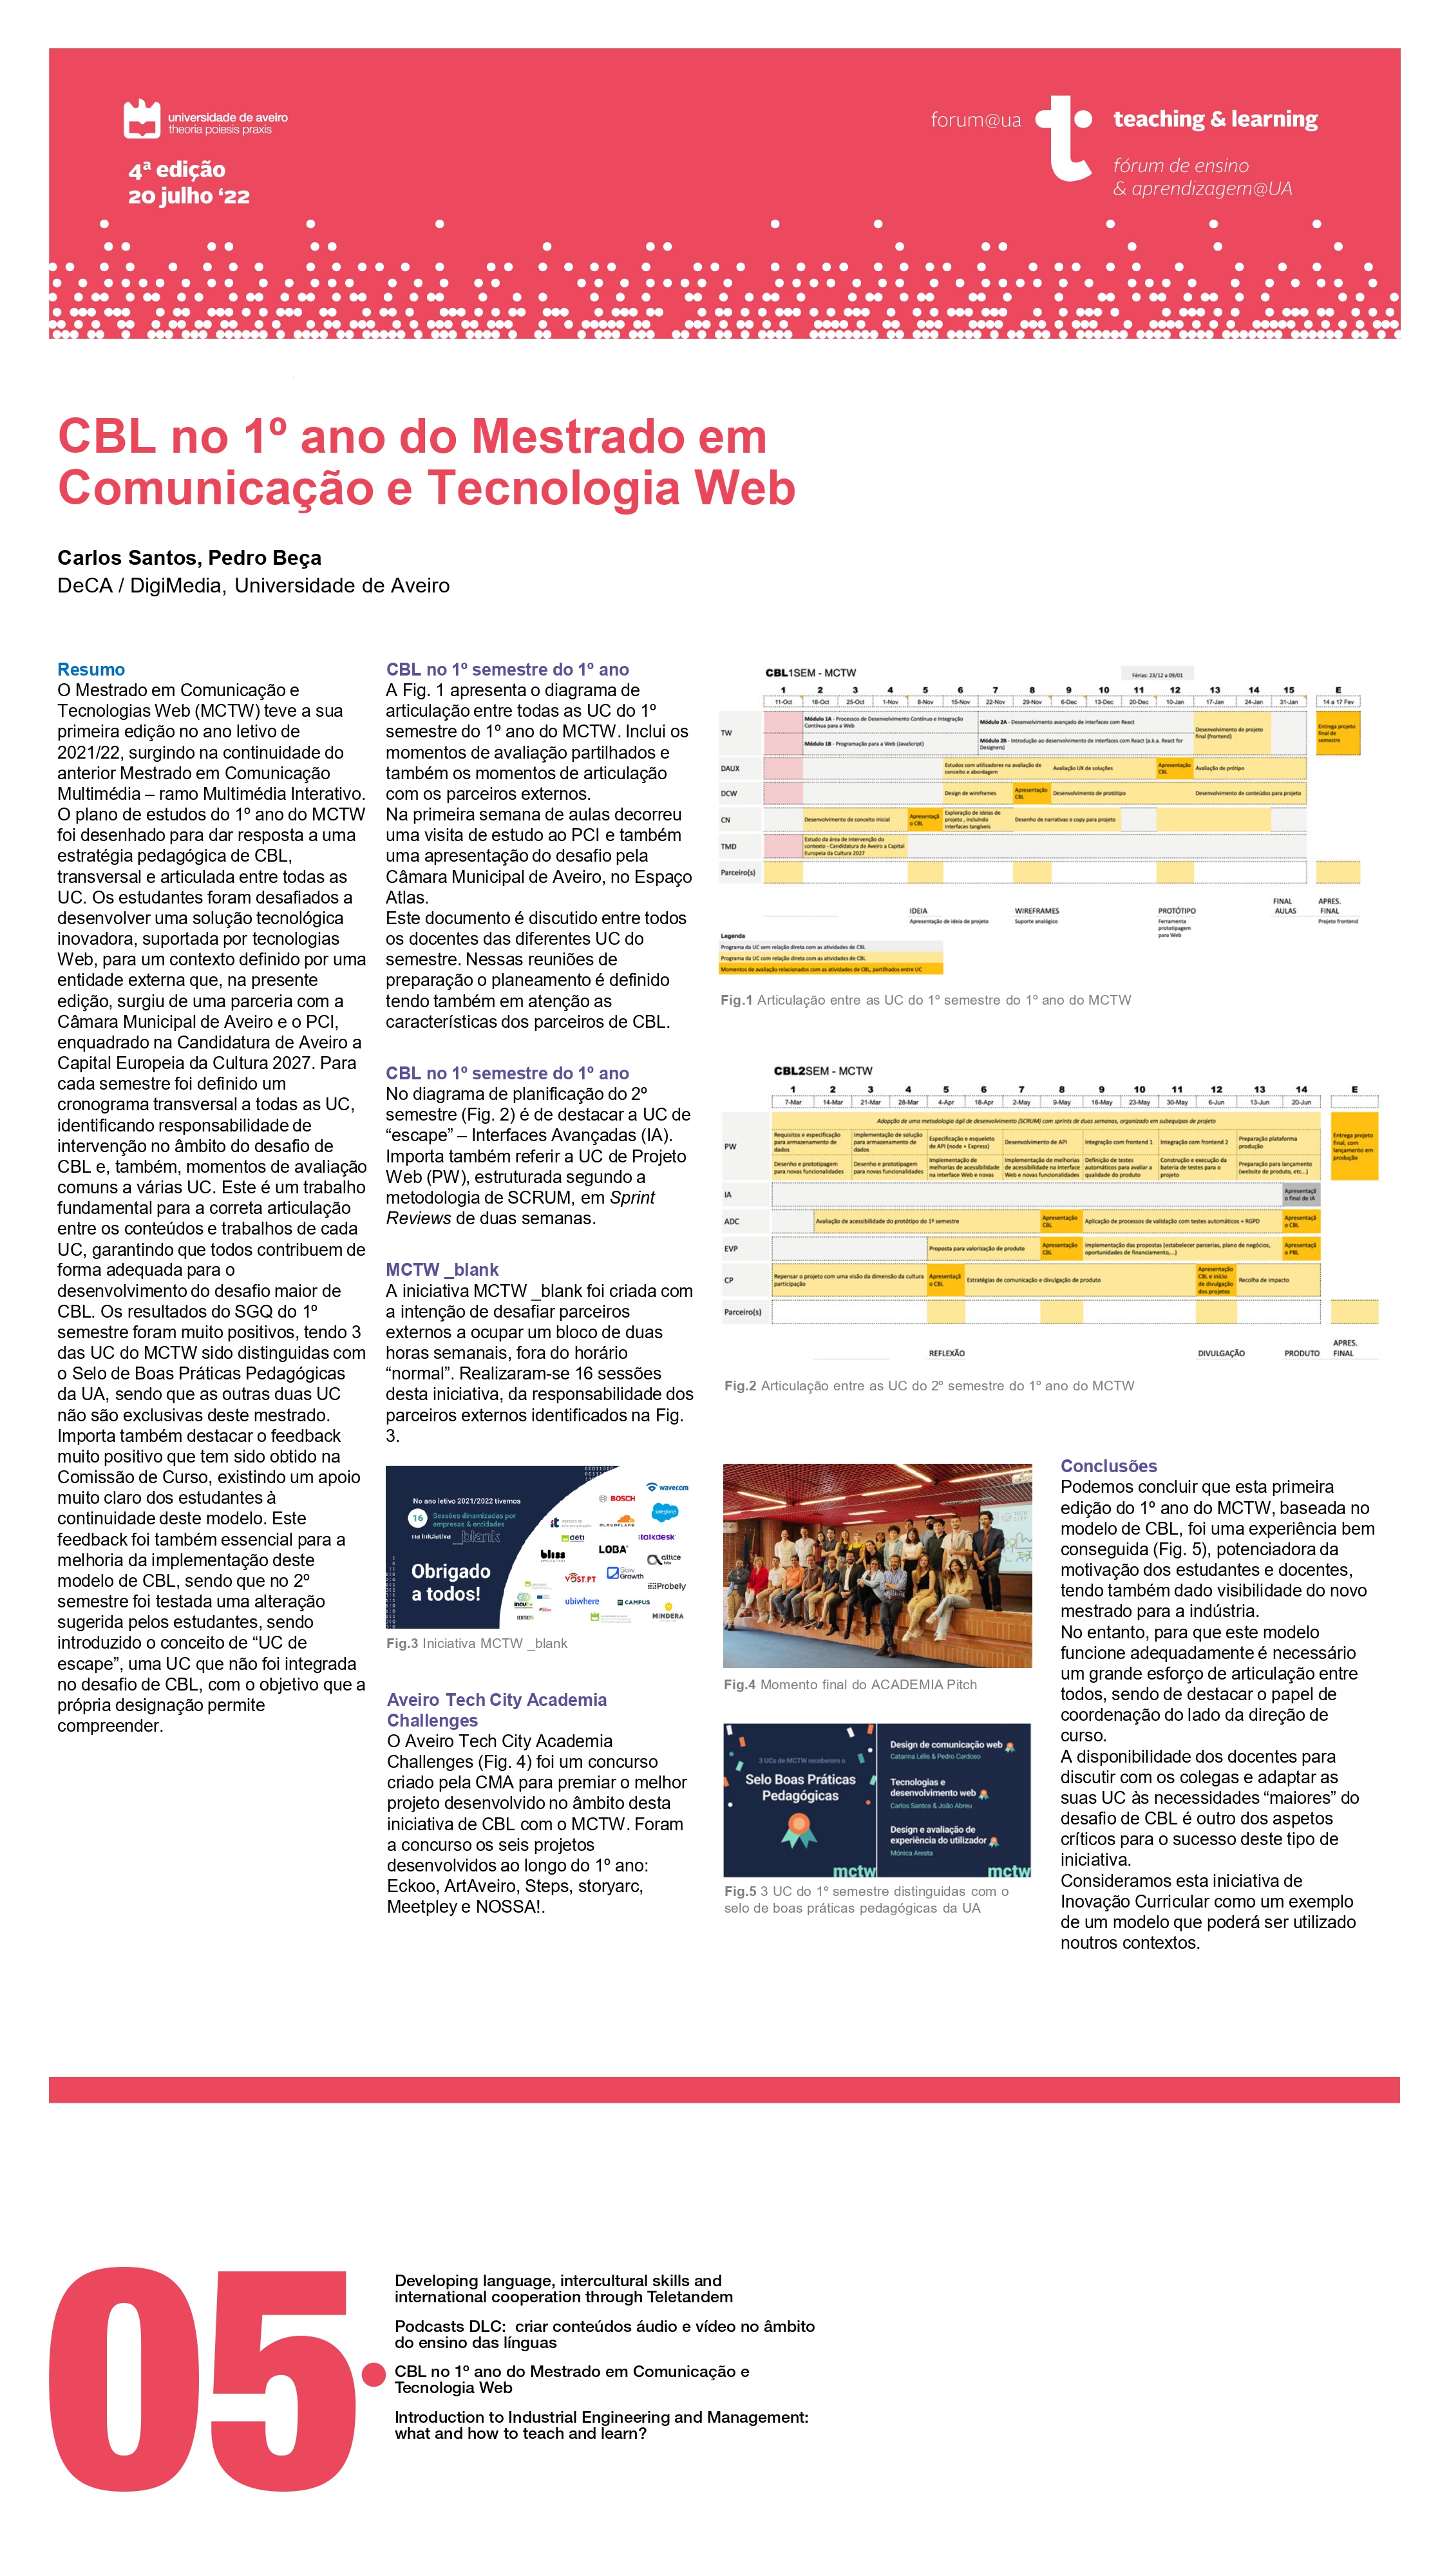 universidade de aveiro
theoria poiesis praxis
4ª edição
20 julho ‘22
forum@ua
teaching & learning
fórum de ensino
& aprendizagem@UA
CBL no 1º ano do Mestrado em
Comunicação e Tecnologia Web
Carlos Santos, Pedro Beça
DeCA / DigiMedia, Universidade de Aveiro
Resumo
O Mestrado em Comunicação e
Tecnologias Web (MCTW) teve a sua
primeira edição no ano letivo de
2021/22, surgindo na continuidade do
anterior Mestrado em Comunicação
Multimédia – ramo Multimédia Interativo.
O plano de estudos do 1º ano do MCTW
foi desenhado para dar resposta a uma
estratégia pedagógica de CBL,
transversal e articulada entre todas as
UC. Os estudantes foram desafiados a
desenvolver uma solução tecnológica
inovadora, suportada por tecnologias
Web, para um contexto definido por uma
entidade externa que, na presente
edição, surgiu de uma parceria com a
Câmara Municipal de Aveiro e o PCI,
enquadrado na Candidatura de Aveiro a
Capital Europeia da Cultura 2027. Para
cada semestre foi definido um
cronograma transversal a todas as UC,
identificando responsabilidade de
intervenção no âmbito do desafio de
CBL e, também, momentos de avaliação
comuns a várias UC. Este é um trabalho
fundamental para a correta articulação
entre os conteúdos e trabalhos de cada
UC, garantindo que todos contribuem de
forma adequada para o
desenvolvimento do desafio maior de
CBL. Os resultados do SGQ do 1º
semestre foram muito positivos, tendo 3
das UC do MCTW sido distinguidas com
o Selo de Boas Práticas Pedagógicas
da UA, sendo que as outras duas UC
não são exclusivas deste mestrado.
Importa também destacar o feedback
muito positivo que tem sido obtido na
Comissão de Curso, existindo um apoio
muito claro dos estudantes à
continuidade deste modelo. Este
feedback foi também essencial para a
melhoria da implementação deste
modelo de CBL, sendo que no 2º
semestre foi testada uma alteração
sugerida pelos estudantes, sendo
introduzido o conceito de “UC de
escape”, uma UC que não foi integrada
no desafio de CBL, com o objetivo que a
própria designação permite
compreender.
CBL no 1º semestre do 1º ano
A Fig. 1 apresenta o diagrama de
articulação entre todas as UC do 1º
semestre do 1º ano do MCTW. Inclui os
momentos de avaliação partilhados e
também os momentos de articulação
com os parceiros externos.
Na primeira semana de aulas decorreu
uma visita de estudo ao PCI e também
uma apresentação do desafio pela
Câmara Municipal de Aveiro, no Espaço
Atlas.
Este documento é discutido entre todos
os docentes das diferentes UC do
semestre. Nessas reuniões de
preparação o planeamento é definido
tendo também em atenção as
características dos parceiros de CBL.
CBL no 1º semestre do 1º ano
No diagrama de planificação do 2º
semestre (Fig. 2) é de destacar a UC de
“escape” – Interfaces Avançadas (IA).
Importa também referir a UC de Projeto
Web (PW), estruturada segundo a
metodologia de SCRUM, em Sprint
Reviews de duas semanas.
MCTW _blank
A iniciativa MCTW _blank foi criada com
a intenção de desafiar parceiros
externos a ocupar um bloco de duas
horas semanais, fora do horário
“normal”. Realizaram-se 16 sessões
desta iniciativa, da responsabilidade dos
parceiros externos identificados na Fig.
3.
No ano letivo 2021/2022 tivemos
16 Sessões dinamizadas por
empresas & entidades
na iniciativa _blank
Obrigado
a todos!
wavecom
BOSCH
salesforce
it
CLOUDFLARE
deti
talkdesk
bliss
LOBA
altice labs
VOST.PT
Slow Growth
Probely
ubiwhere
CAMPUS
MINDERA
Fig.3 Iniciativa MCTW _blank
Aveiro Tech City Academia
Challenges
O Aveiro Tech City Academia
Challenges (Fig. 4) foi um concurso
criado pela CMA para premiar o melhor
projeto desenvolvido no âmbito desta
iniciativa de CBL com o MCTW. Foram
a concurso os seis projetos
desenvolvidos ao longo do 1º ano:
Eckoo, ArtAveiro, Steps, storyarc,
Meetpley e NOSSA!.
CBL1SEM - MCTW
Férias: 23/12 a 09/01
1 2 3 4 5 6 7 8 9 10 11 12 13 14 15 E
11-Oct 18-Oct 25-Oct 1-Nov 8-Nov 15-Nov 22-Nov 29-Nov 6-Dec 13-Dec 20-Dec 10-Jan 17-Jan 24-Jan 31-Jan 14 a 17 Fev
TW
Módulo 1A - Processos de Desenvolvimento Contínuo e Integração
Contínua para a Web
Módulo 2A - Desenvolvimento avançado de interfaces com React
Módulo 1B - Programação para a Web (JavaScript)
Módulo 2B - Introdução ao desenvolvimento de interfaces com React (a.k.a. React for
Designers)
Desenvolvimento de projeto
final (frontend)
Entrega projeto
final de
semestre
DAUX
Estudos com utilizadores na avaliação de
conceito e abordagem
Avaliação UX de soluções
Apresentação
CBL
Avaliação de prótipo
DCW
Design de wireframes
Apresentação
CBL
Desenvolvimento de protótipo
Desenvolvimento de conteúdos para projeto
CN
Desenvolvimento de conceito inicial
Apresentaçã
o CBL
Exploração de ideias de
projeto , incluindo
interfaces tangíveis
Desenho de narrativas e copy para projeto
TMD
Estudo da área de intervenção do
contexto - Candidatura de Aveiro a Capital
Europeia da Cultura 2027
Parceiro(s)
IDEIA
Apresentação de ideia de projeto
WIREFRAMES
Suporte analógico
PROTÓTIPO
Ferramenta
prototipagem
para Web
FINAL
AULAS
APRES.
FINAL
Projeto frontend
Legenda
Programa da UC sem relação direta com as atividades de CBL
Programa da UC com relação direta com as atividades de CBL
Momentos de avaliação relacionados com as atividades de CBL, partilhados entre UC
Fig.1 Articulação entre as UC do 1º semestre do 1º ano do MCTW
CBL2SEM - MCTW
1 2 3 4 5 6 7 8 9 10 11 12 13 14 E
7-Mar 14-Mar 21-Mar 28-Mar 4-Apr 18-Apr 2-May 9-May 16-May 23-May 30-May 6-Jun 13-Jun 20-Jun
Adopção de uma metodologia ágil de desenvolvimento (SCRUM) com sprints de duas semanas, organizado em subequipas de projeto
PW
Requisitos e especificação
para armazenamento de
dados
Implementação de solução
para armazenamento de
dados
Especificação e esqueleto
de API (node + Express)
Desenvolvimento de API
Integração com frontend 1
Integração com frontend 2
Preparação plataforma
produção
Desenho e prototipagem
para novas funcionalidades
Desenho e prototipagem
para novas funcionalidades
Implementação de
melhorias de acessibilidade
na interface Web e novas
Implementação de melhorias
de acessibilidade na interface
Web e novas funcionalidades
Definição de testes
automáticos para avaliar a
qualidade do produto
Construção e execução da
bateria de testes para o
projeto
Preparação para lançamento
(website de produto, etc...)
Entrega projeto
final, com
lançamento em
produção
IA
Apresentaçã
o final de IA
ADC
Avaliação de acessibilidade do protótipo do 1º semestre
Apresentação
CBL
Aplicação de processos de validação com testes automáticos + RGPD
Apresentaçã
o CBL
EVP
Proposta para valorização de produto
Apresentação
CBL
Implementação das propostas (estabelecer parcerias, plano de negócios,
oportunidades de financiamento,...)
Apresentaçã
o PBL
CP
Repensar o projeto com uma visão da dimensão da cultura
participação
Apresentaçã
o CBL
Estratégias de comunicação e divulgação de produto
Apresentação
CBL e início
de divulgação
dos projetos
Recolha de impacto
Parceiro(s)
REFLEXÃO
DIVULGAÇÃO
PRODUTO
APRES.
FINAL
Fig.2 Articulação entre as UC do 2º semestre do 1º ano do MCTW
Fig.4 Momento final do ACADEMIA Pitch
3 UCs de MCTW receberam o
Selo Boas Práticas
Pedagógicas
mctw
Design de comunicação web
Catarina Lélis & Pedro Cardoso
Tecnologias e
desenvolvimento web
Carlos Santos & João Abreu
Design e avaliação de
experiência do utilizador
Mónica Aresta
mctw
Fig.5 3 UC do 1º semestre distinguidas com o
selo de boas práticas pedagógicas da UA
Conclusões
Podemos concluir que esta primeira
edição do 1º ano do MCTW, baseada no
modelo de CBL, foi uma experiência bem
conseguida (Fig. 5), potenciadora da
motivação dos estudantes e docentes,
tendo também dado visibilidade do novo
mestrado para a indústria.
No entanto, para que este modelo
funcione adequadamente é necessário
um grande esforço de articulação entre
todos, sendo de destacar o papel de
coordenação do lado da direção de
curso.
A disponibilidade dos docentes para
discutir com os colegas e adaptar as
suas UC às necessidades “maiores” do
desafio de CBL é outro dos aspetos
críticos para o sucesso deste tipo de
iniciativa.
Consideramos esta iniciativa de
Inovação Curricular como um exemplo
de um modelo que poderá ser utilizado
noutros contextos.
05.
Developing language, intercultural skills and
international cooperation through Teletandem
Podcasts DLC: criar conteúdos áudio e vídeo no âmbito
do ensino das línguas
CBL no 1º ano do Mestrado em Comunicação e
Tecnologia Web
Introduction to Industrial Engineering and Management:
what and how to teach and learn?